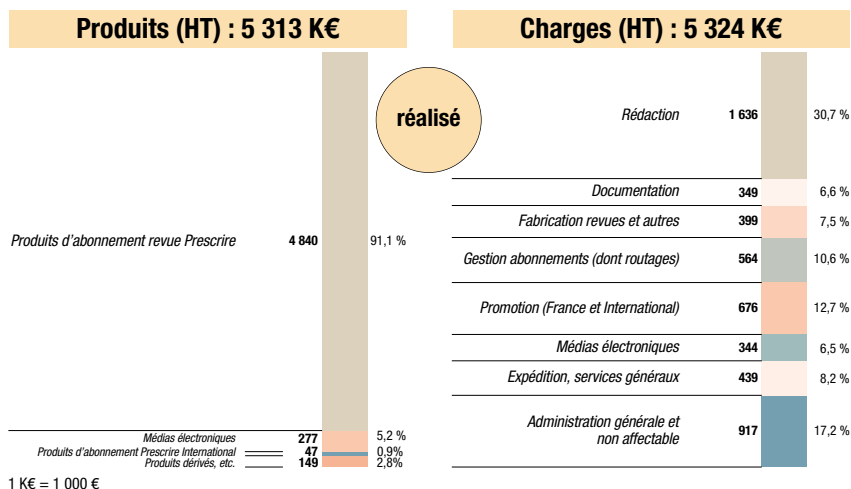 Produits (HT) : 5 313 K€
Produits d'abonnement revue Prescrire 4 840 91,1 %
Médias électroniques 277 5,2 %
Produits d'abonnement Prescrire International 47 0,9%
Produits dérivés, etc. 149 2,8%
1 K€ = 1 000 €
réalisé
Charges (HT) : 5 324 K€
Rédaction 1 636 30,7 %
Documentation 349 6,6 %
Fabrication revues et autres 399 7,5 %
Gestion abonnements (dont routages) 564 10,6 %
Promotion (France et International) 676 12,7 %
Médias électroniques 344 6,5 %
Expédition, services généraux 439 8,2 %
Administration générale et
non affectable 917 17,2 %